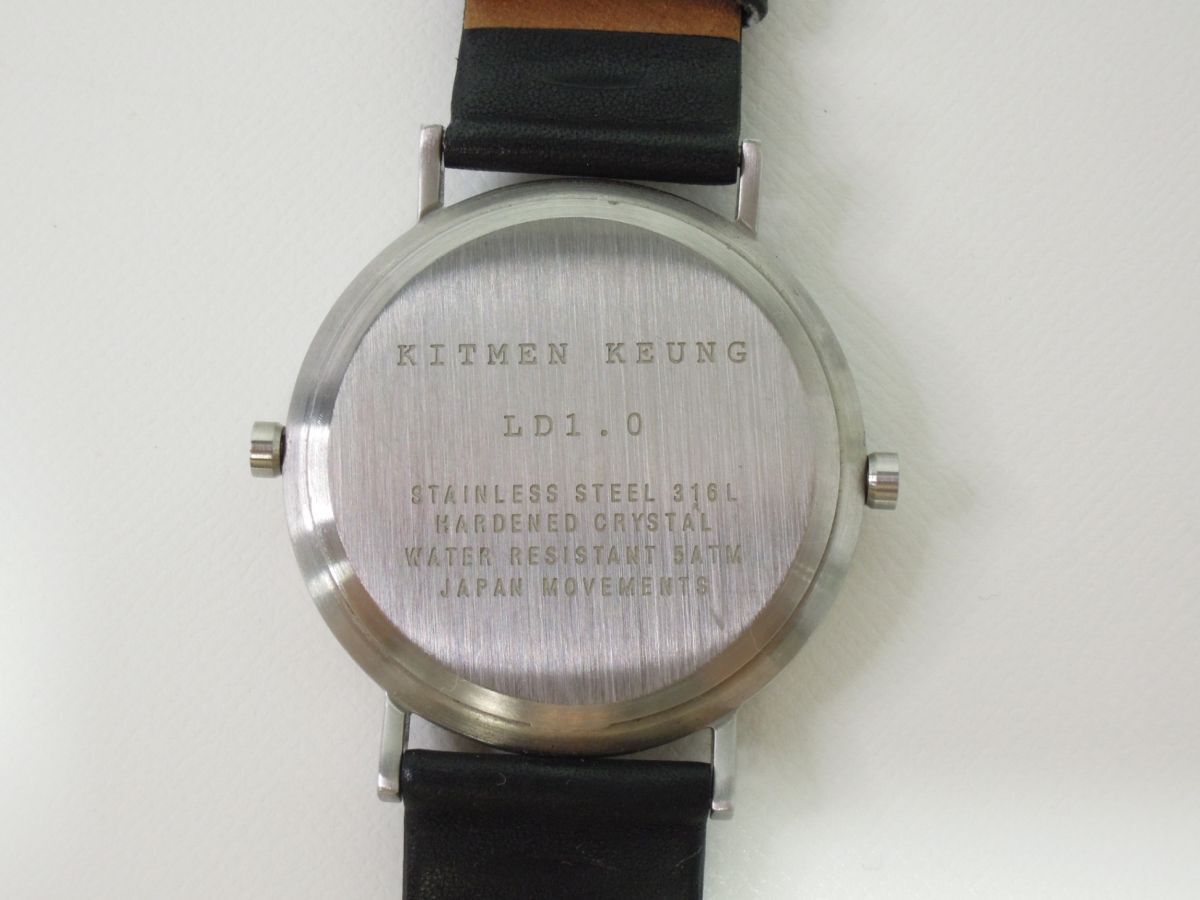 KITMEN KEUNG
LD1.0
STAINLESS STEEL 316L
HARDENED CRYSTAL
WATER RESISTANT 5ATM
JAPAN MOVEMENTS